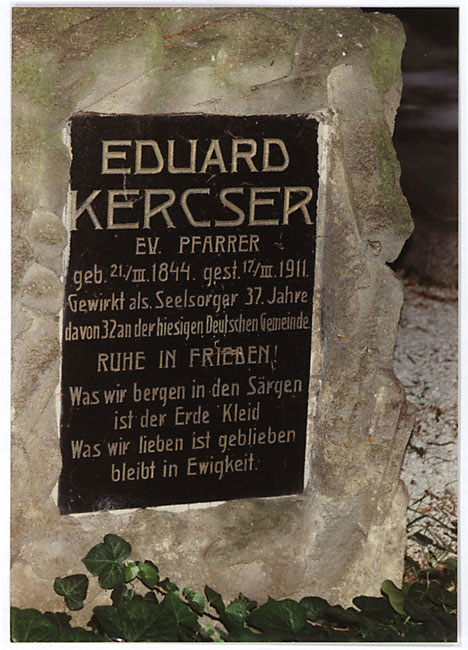 EDUARD
KERCSER
EV. PFARRER
geb. 21./III. 1844. gest. 17./III. 1911.
Gewirkt als. Seelsorger 37. Jahre
davon 32 an der hiesigen Deutschen Gemeinde.
RUHE IN FRIEDEN!
Was wir bergen in den Särgen
ist der Erde Kleid
Was wir lieben ist geblieben
bleibt in Ewigkeit.